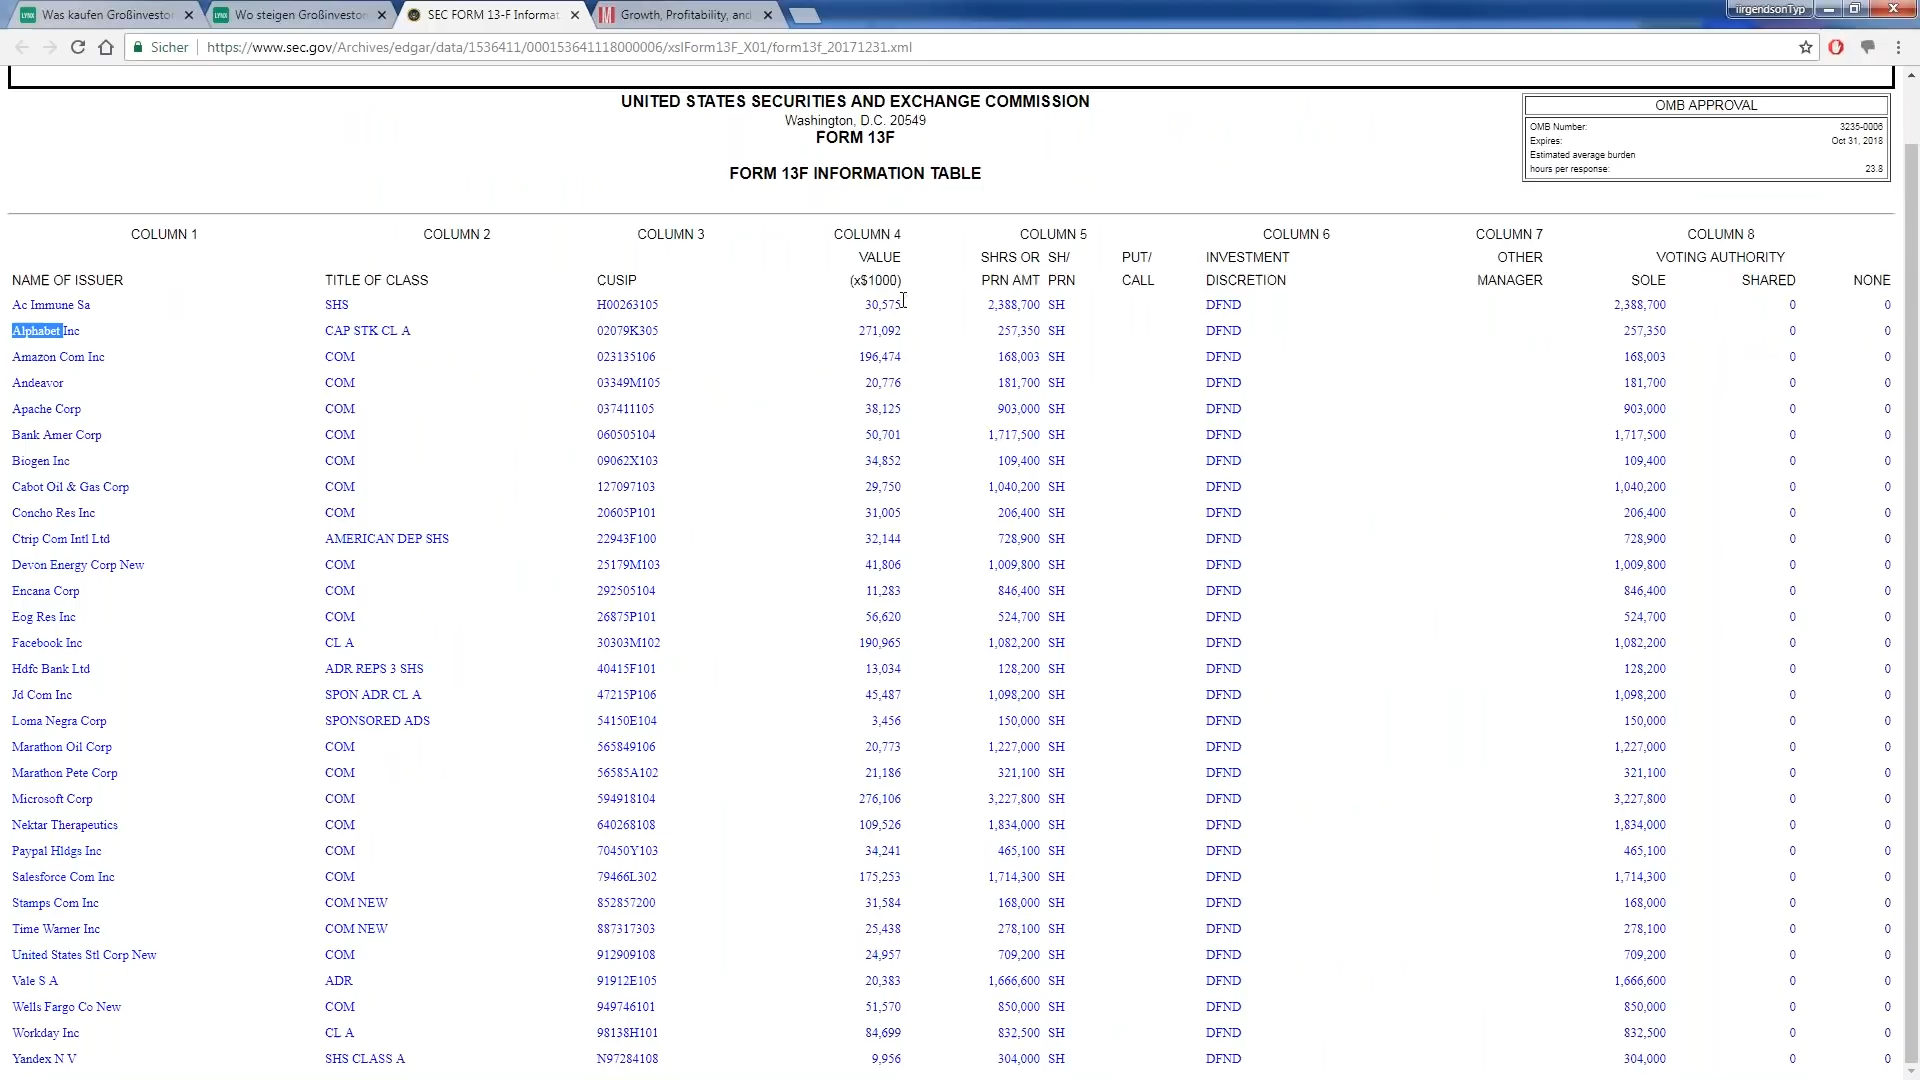 Was kaufen Großinvestor
Wo steigen Großinvestor
SEC FORM 13-F Informat
Growth, Profitability, and
iirgendsonTyp
Sicher https://www.sec.gov/Archives/edgar/data/1536411/000153641118000006/xslForm13F_X01/form13f_20171231.xml
UNITED STATES SECURITIES AND EXCHANGE COMMISSION
Washington, D.C. 20549
FORM 13F
FORM 13F INFORMATION TABLE
OMB APPROVAL
OMB Number: 3235-0006
Expires: Oct 31, 2018
Estimated average burden
hours per response: 23.8
COLUMN 1 COLUMN 2 COLUMN 3 COLUMN 4 COLUMN 5 COLUMN 6 COLUMN 7 COLUMN 8
VALUE SHRS OR SH/ PUT/ INVESTMENT OTHER VOTING AUTHORITY
NAME OF ISSUER TITLE OF CLASS CUSIP (x$1000) PRN AMT PRN CALL DISCRETION MANAGER SOLE SHARED NONE
Ac Immune Sa SHS H00263105 30,575 2,388,700 SH DFND 2,388,700 0 0
Alphabet Inc CAP STK CL A 02079K305 271,092 257,350 SH DFND 257,350 0 0
Amazon Com Inc COM 023135106 196,474 168,003 SH DFND 168,003 0 0
Andeavor COM 03349M105 20,776 181,700 SH DFND 181,700 0 0
Apache Corp COM 037411105 38,125 903,000 SH DFND 903,000 0 0
Bank Amer Corp COM 060505104 50,701 1,717,500 SH DFND 1,717,500 0 0
Biogen Inc COM 09062X103 34,852 109,400 SH DFND 109,400 0 0
Cabot Oil & Gas Corp COM 127097103 29,750 1,040,200 SH DFND 1,040,200 0 0
Concho Res Inc COM 20605P101 31,005 206,400 SH DFND 206,400 0 0
Ctrip Com Intl Ltd AMERICAN DEP SHS 22943F100 32,144 728,900 SH DFND 728,900 0 0
Devon Energy Corp New COM 25179M103 41,806 1,009,800 SH DFND 1,009,800 0 0
Encana Corp COM 292505104 11,283 846,400 SH DFND 846,400 0 0
Eog Res Inc COM 26875P101 56,620 524,700 SH DFND 524,700 0 0
Facebook Inc CL A 30303M102 190,965 1,082,200 SH DFND 1,082,200 0 0
Hdfc Bank Ltd ADR REPS 3 SHS 40415F101 13,034 128,200 SH DFND 128,200 0 0
Jd Com Inc SPON ADR CL A 47215P106 45,487 1,098,200 SH DFND 1,098,200 0 0
Loma Negra Corp SPONSORED ADS 54150E104 3,456 150,000 SH DFND 150,000 0 0
Marathon Oil Corp COM 565849106 20,773 1,227,000 SH DFND 1,227,000 0 0
Marathon Pete Corp COM 56585A102 21,186 321,100 SH DFND 321,100 0 0
Microsoft Corp COM 594918104 276,106 3,227,800 SH DFND 3,227,800 0 0
Nektar Therapeutics COM 640268108 109,526 1,834,000 SH DFND 1,834,000 0 0
Paypal Hldgs Inc COM 70450Y103 34,241 465,100 SH DFND 465,100 0 0
Salesforce Com Inc COM 79466L302 175,253 1,714,300 SH DFND 1,714,300 0 0
Stamps Com Inc COM NEW 852857200 31,584 168,000 SH DFND 168,000 0 0
Time Warner Inc COM NEW 887317303 25,438 278,100 SH DFND 278,100 0 0
United States Stl Corp New COM 912909108 24,957 709,200 SH DFND 709,200 0 0
Vale S A ADR 91912E105 20,383 1,666,600 SH DFND 1,666,600 0 0
Wells Fargo Co New COM 949746101 51,570 850,000 SH DFND 850,000 0 0
Workday Inc CL A 98138H101 84,699 832,500 SH DFND 832,500 0 0
Yandex N V SHS CLASS A N97284108 9,956 304,000 SH DFND 304,000 0 0